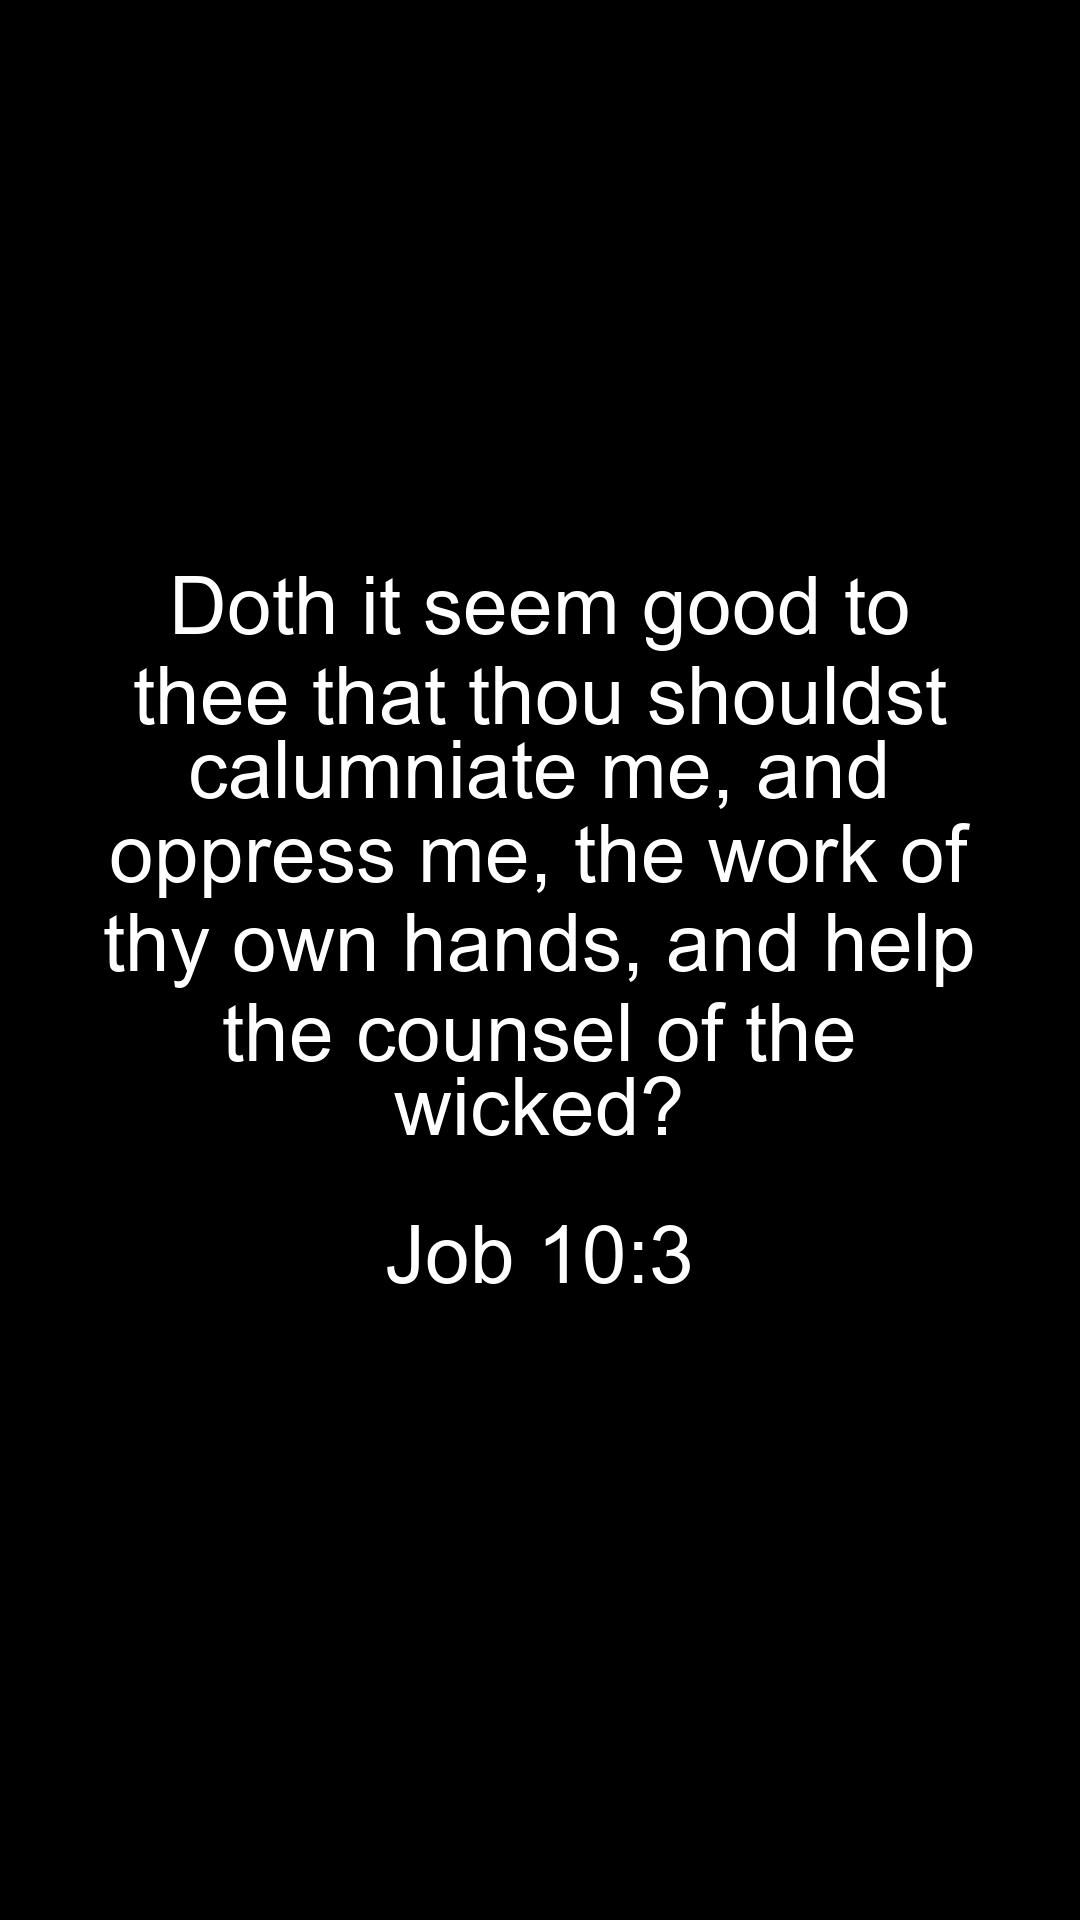 Doth it seem good to
thee that thou shouldst
calumniate me, and
oppress me, the work of
thy own hands, and help
the counsel of the
wicked?
Job 10:3